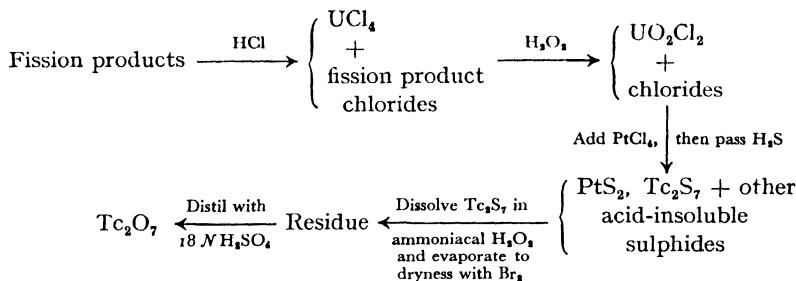 Fission products
HCl
UCl₄
+
fission product
chlorides
H₂O₂
UO₂Cl₂
+
chlorides
Add PtCl₄, then pass H₂S
PtS₂, Tc₂S₇ + other
acid-insoluble
sulphides
Dissolve Tc₂S₇ in
ammoniacal H₂O₂
and evaporate to
dryness with Br₂
Residue
Distil with
18 N H₂SO₄
Tc₂O₇